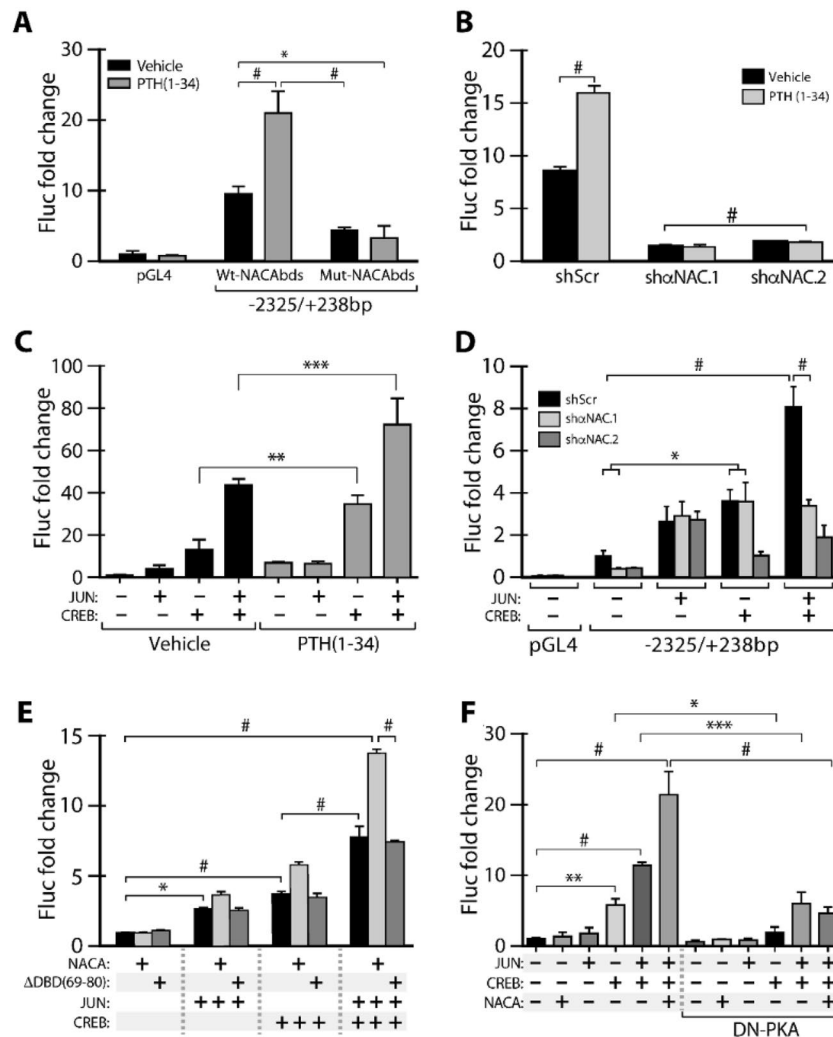 A
Fluc fold change
30
20
10
0
Vehicle
PTH(1-34)
*
# #
pGL4 Wt-NACAbds Mut-NACAbds
-2325/+238bp
B
Fluc fold change
20
15
10
5
0
Vehicle
PTH (1-34)
#
#
shScr shαNAC.1 shαNAC.2
C
Fluc fold change
100
80
60
40
20
0
***
**
JUN: – + – + – + – +
CREB: – – + + – – + +
Vehicle PTH(1-34)
D
Fluc fold change
10
8
6
4
2
0
shScr
shαNAC.1
shαNAC.2
# #
*
JUN: – – + – +
CREB: – – – + +
pGL4 -2325/+238bp
E
Fluc fold change
15
10
5
0
# #
#
#
*
NACA: + + + +
ΔDBD(69-80): + + + +
JUN: + + + + + +
CREB: + + + + + +
F
Fluc fold change
30
20
10
0
*
***
# #
#
**
JUN: – – + – + + – – + – + +
CREB: – – – + + + – – – + + +
NACA: – + – – – + – + – – – +
DN-PKA